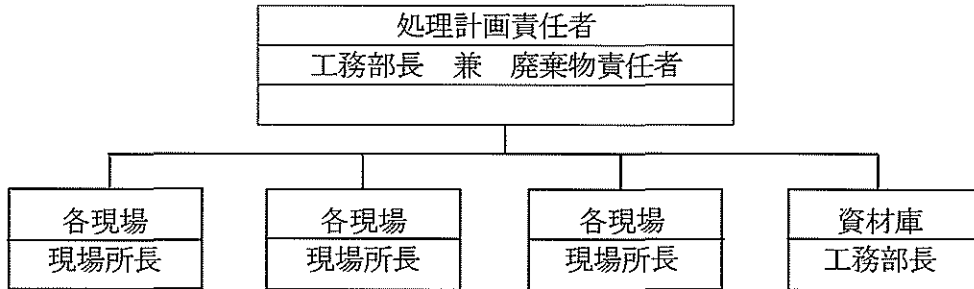 処理計画責任者
工務部長　兼　廃棄物責任者
各現場
現場所長
各現場
現場所長
各現場
現場所長
資材庫
工務部長